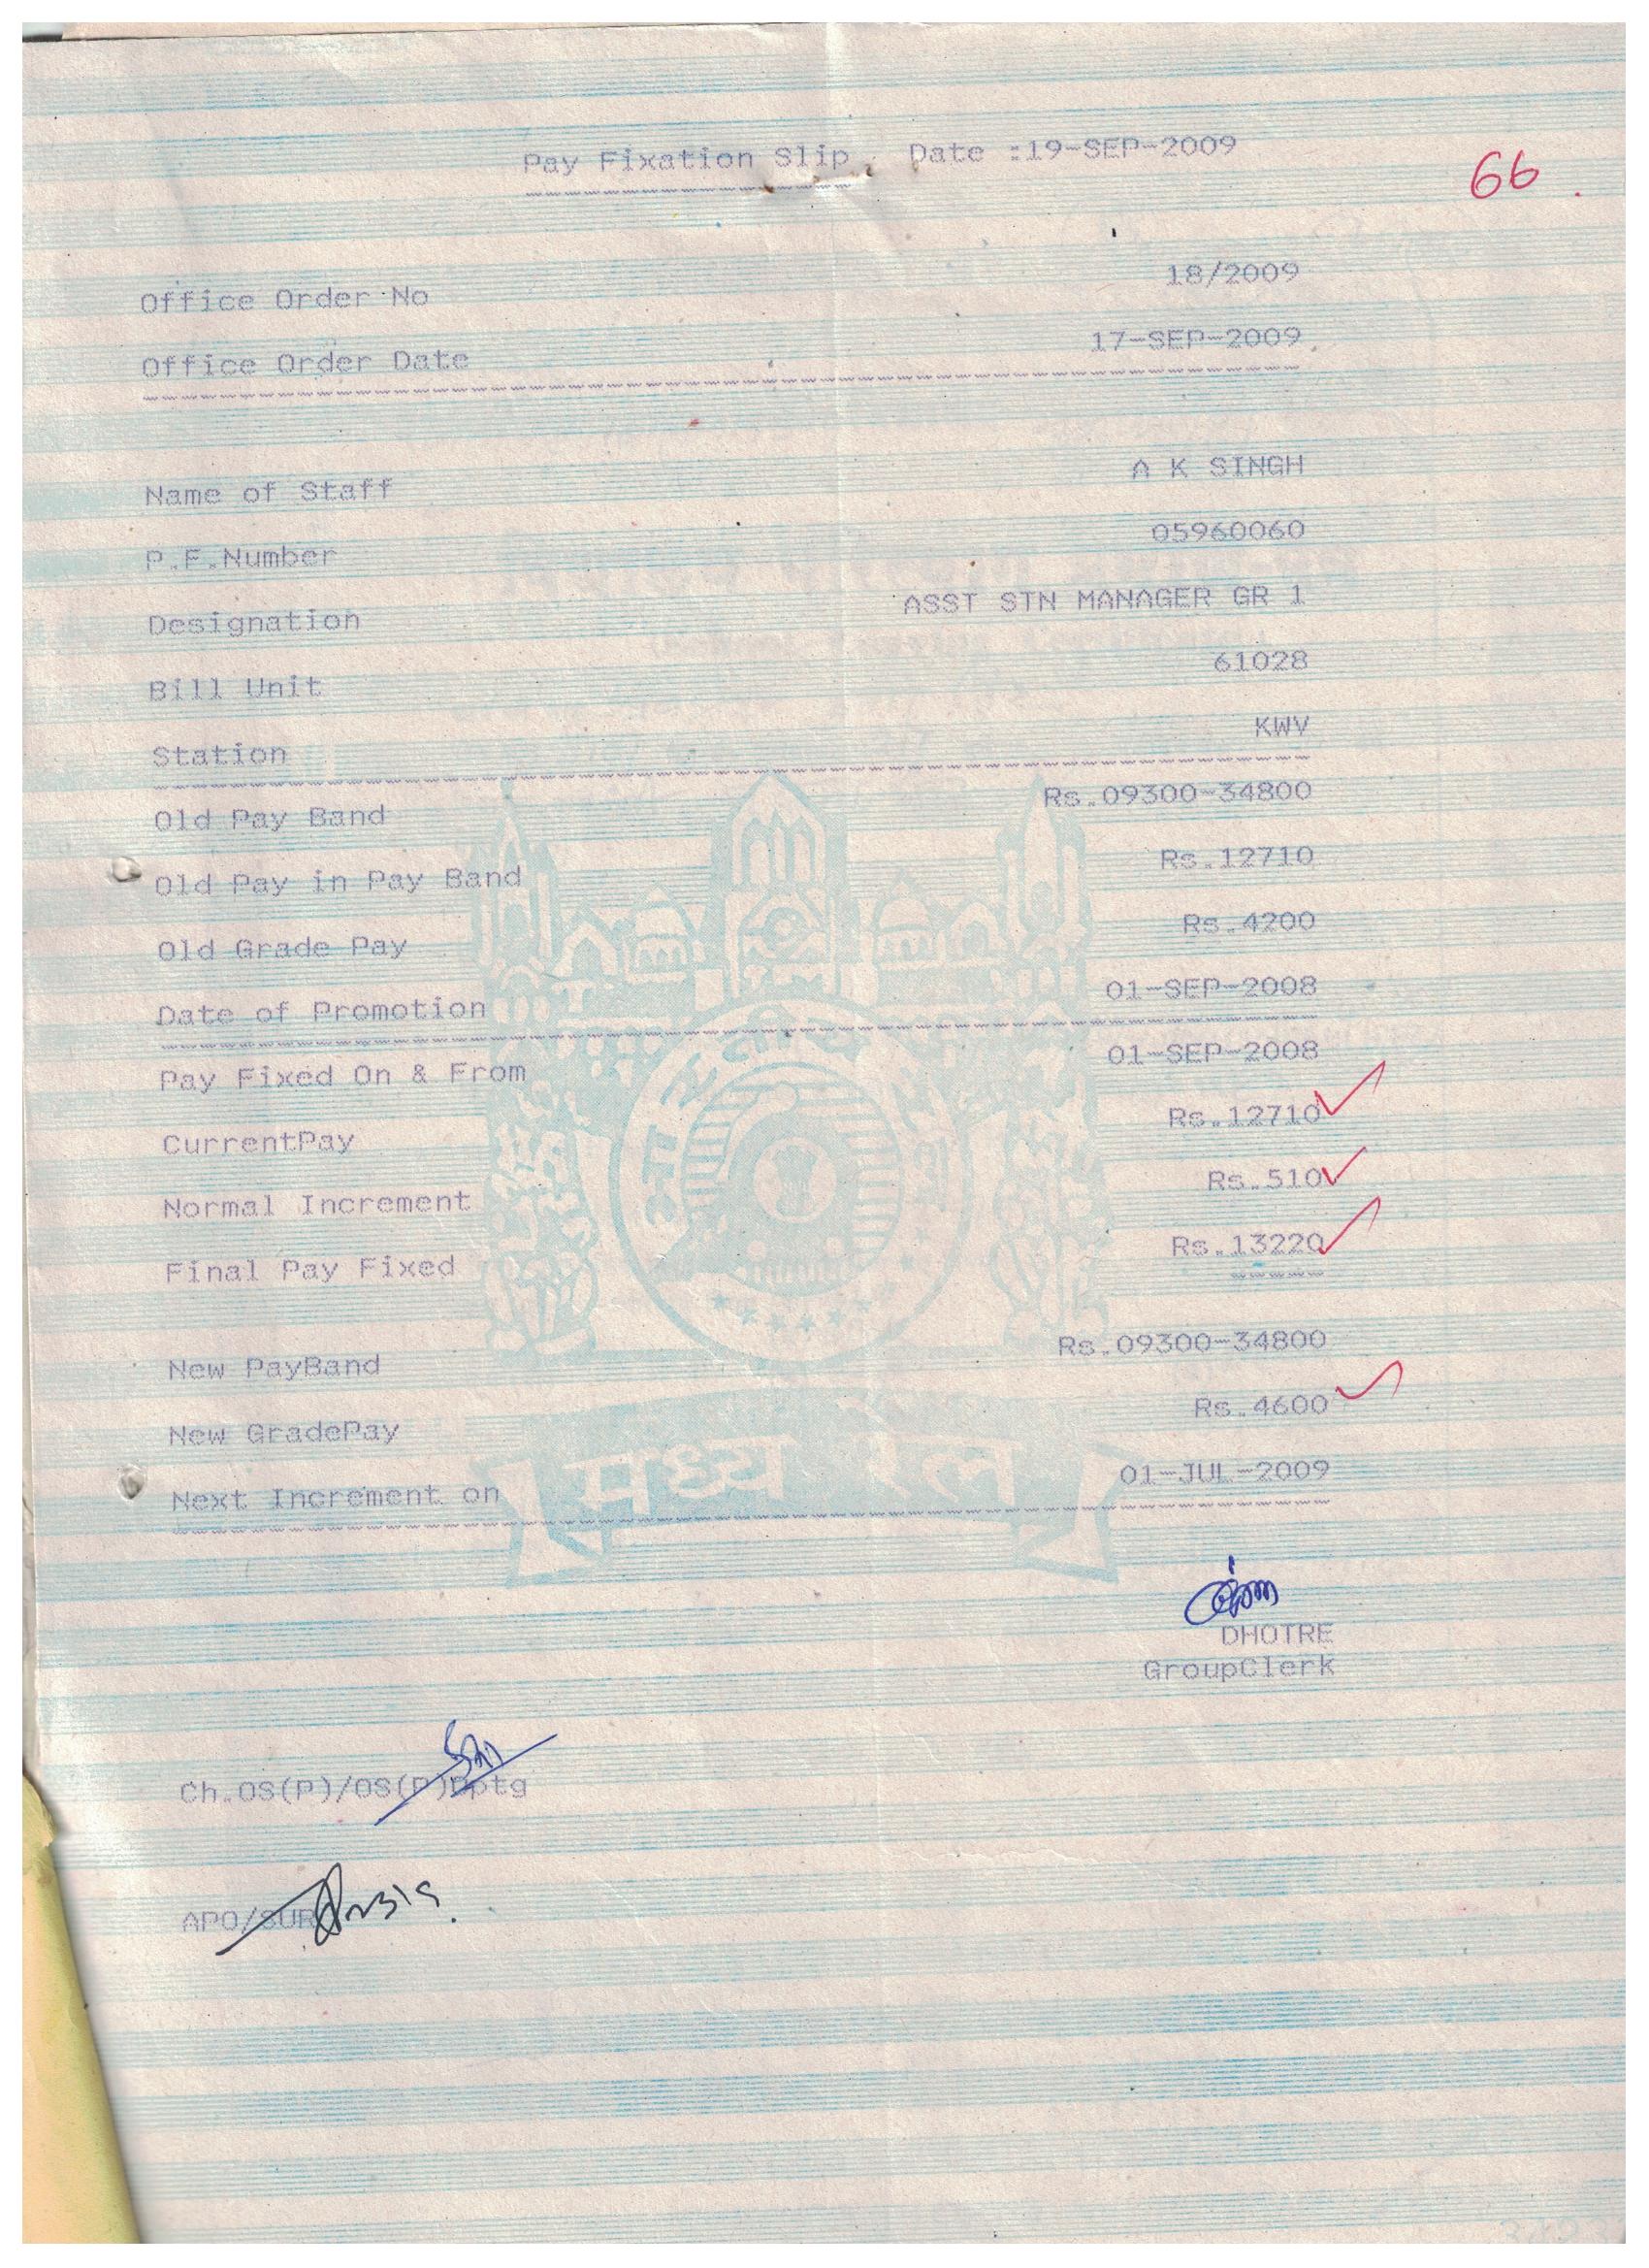 Pay Fixation Slip, Date :19-SEP-2009
66
Office Order No 18/2009
Office Order Date 17-SEP-2009
Name of Staff A K SINGH
P.F.Number 05960060
Designation ASST STN MANAGER GR 1
Bill Unit 61028
Station KWV
Old Pay Band Rs.09300-34800
Old Pay in Pay Band Rs.12710
Old Grade Pay Rs.4200
Date of Promotion 01-SEP-2008
Pay Fixed On & From 01-SEP-2008
CurrentPay Rs.12710
Normal Increment Rs.510
Final Pay Fixed Rs.13220
New PayBand Rs.09300-34800
New GradePay Rs.4600
Next Increment on 01-JUL-2009
मध्य रेल
DHOTRE
GroupClerk
Ch.OS(P)/OS(P)Optg
APO/SUR